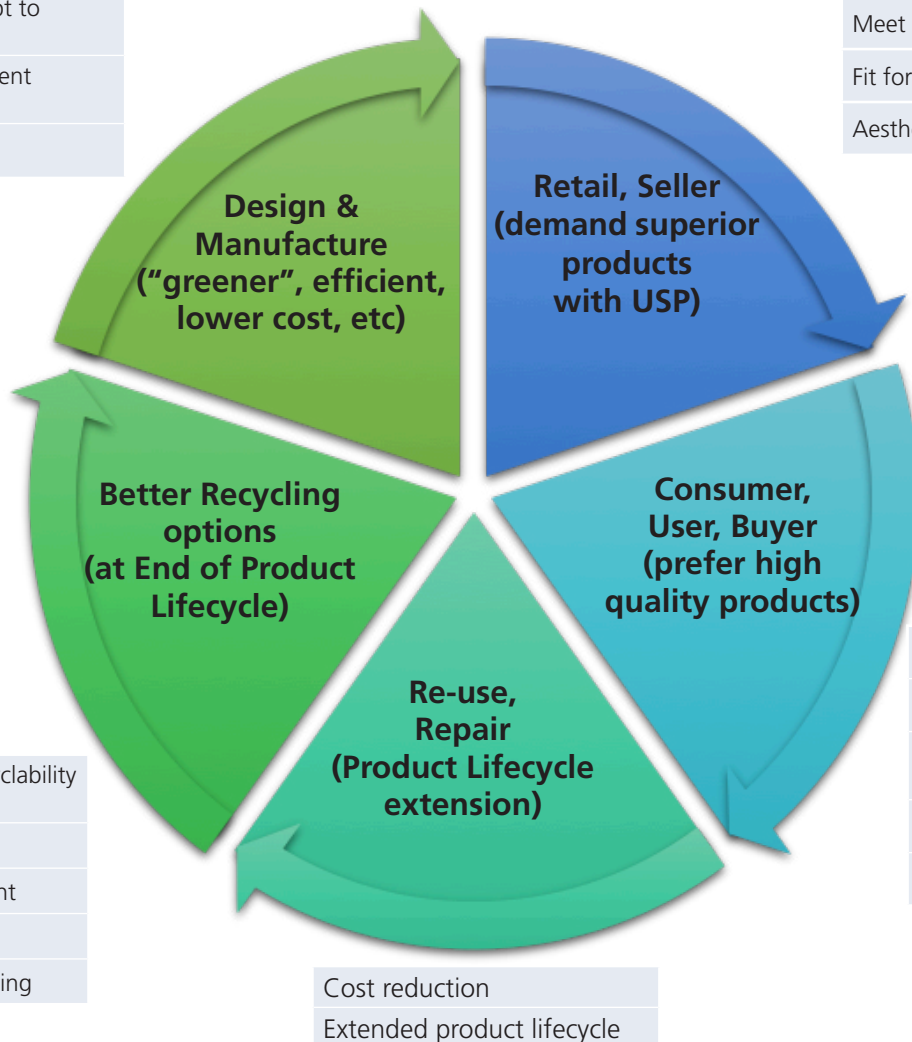 to
Meet
Fit for
Design &
Manufacture
("greener", efficient,
lower cost, etc)
Retail, Seller
(demand superior
products
with USP)
Better Recycling
options
(at End of Product
Lifecycle)
Consumer,
User, Buyer
(prefer high
quality products)
Re-use,
Repair
(Product Lifecycle
extension)
Cost reduction
Extended product lifecycle